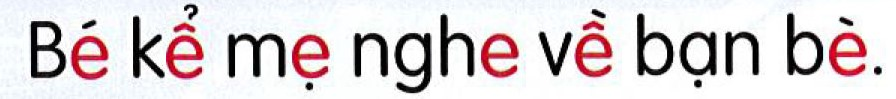 Bé kể mẹ nghe về bạn bè.